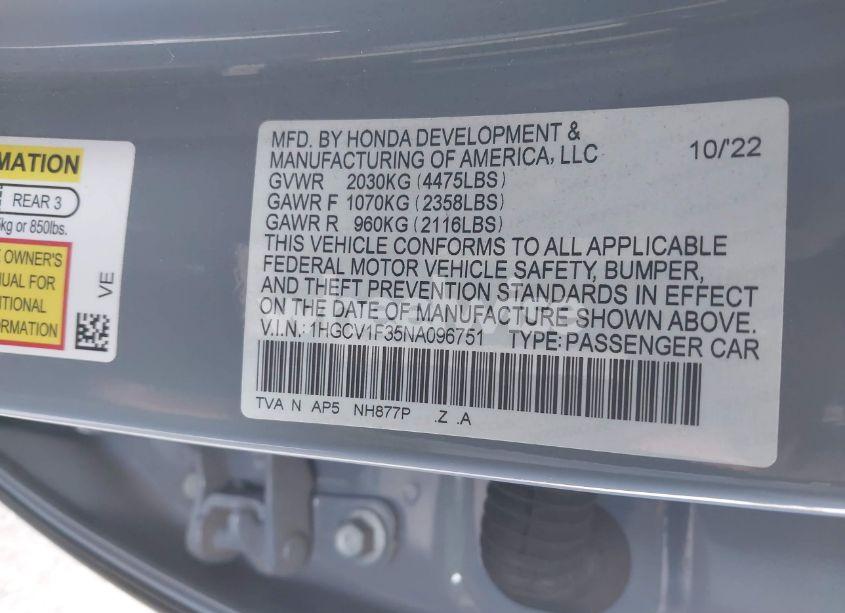 MATION
REAR 3
kg or 850lbs.
OWNER'S
UAL FOR
ITIONAL
FORMATION
VE
MFD. BY HONDA DEVELOPMENT &
MANUFACTURING OF AMERICA, LLC 10/'22
GVWR 2030KG (4475LBS)
GAWR F 1070KG (2358LBS)
GAWR R 960KG (2116LBS)
THIS VEHICLE CONFORMS TO ALL APPLICABLE
FEDERAL MOTOR VEHICLE SAFETY, BUMPER,
AND THEFT PREVENTION STANDARDS IN EFFECT
ON THE DATE OF MANUFACTURE SHOWN ABOVE.
V.I.N.: 1HGCV1F35NA096751 TYPE: PASSENGER CAR
TVA N AP5 NH877P .Z .A